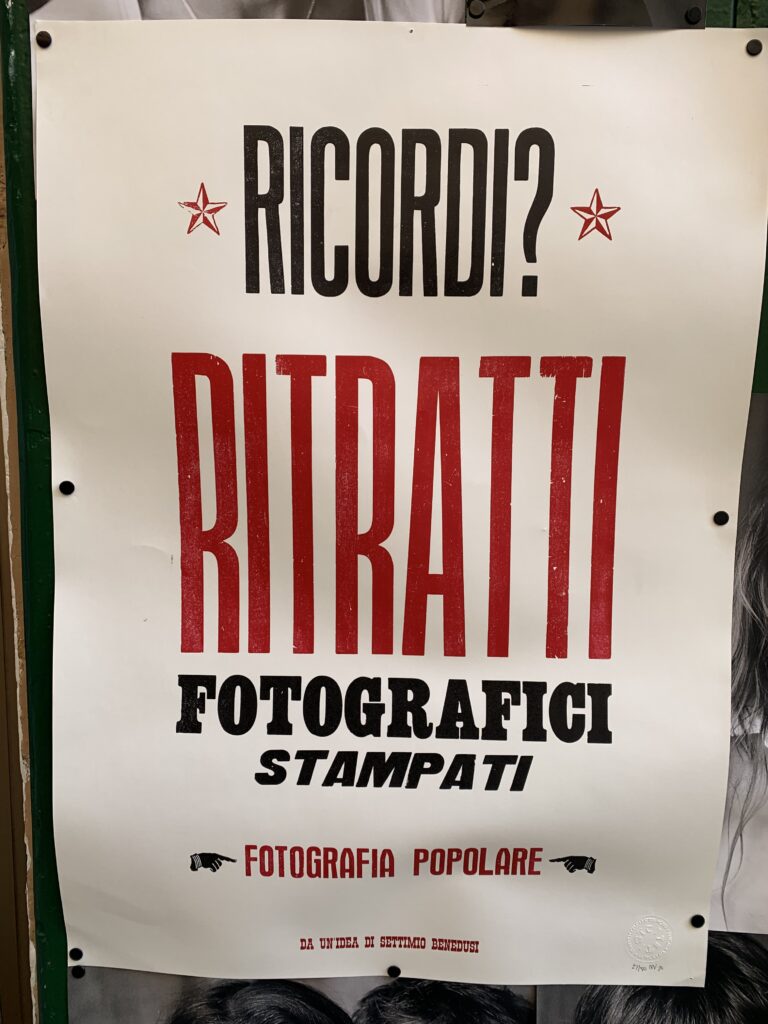 RICORDI?
RITRATTI
FOTOGRAFICI
STAMPATI
FOTOGRAFIA POPOLARE
DA UN'IDEA DI SETTIMIO BENEDUSI